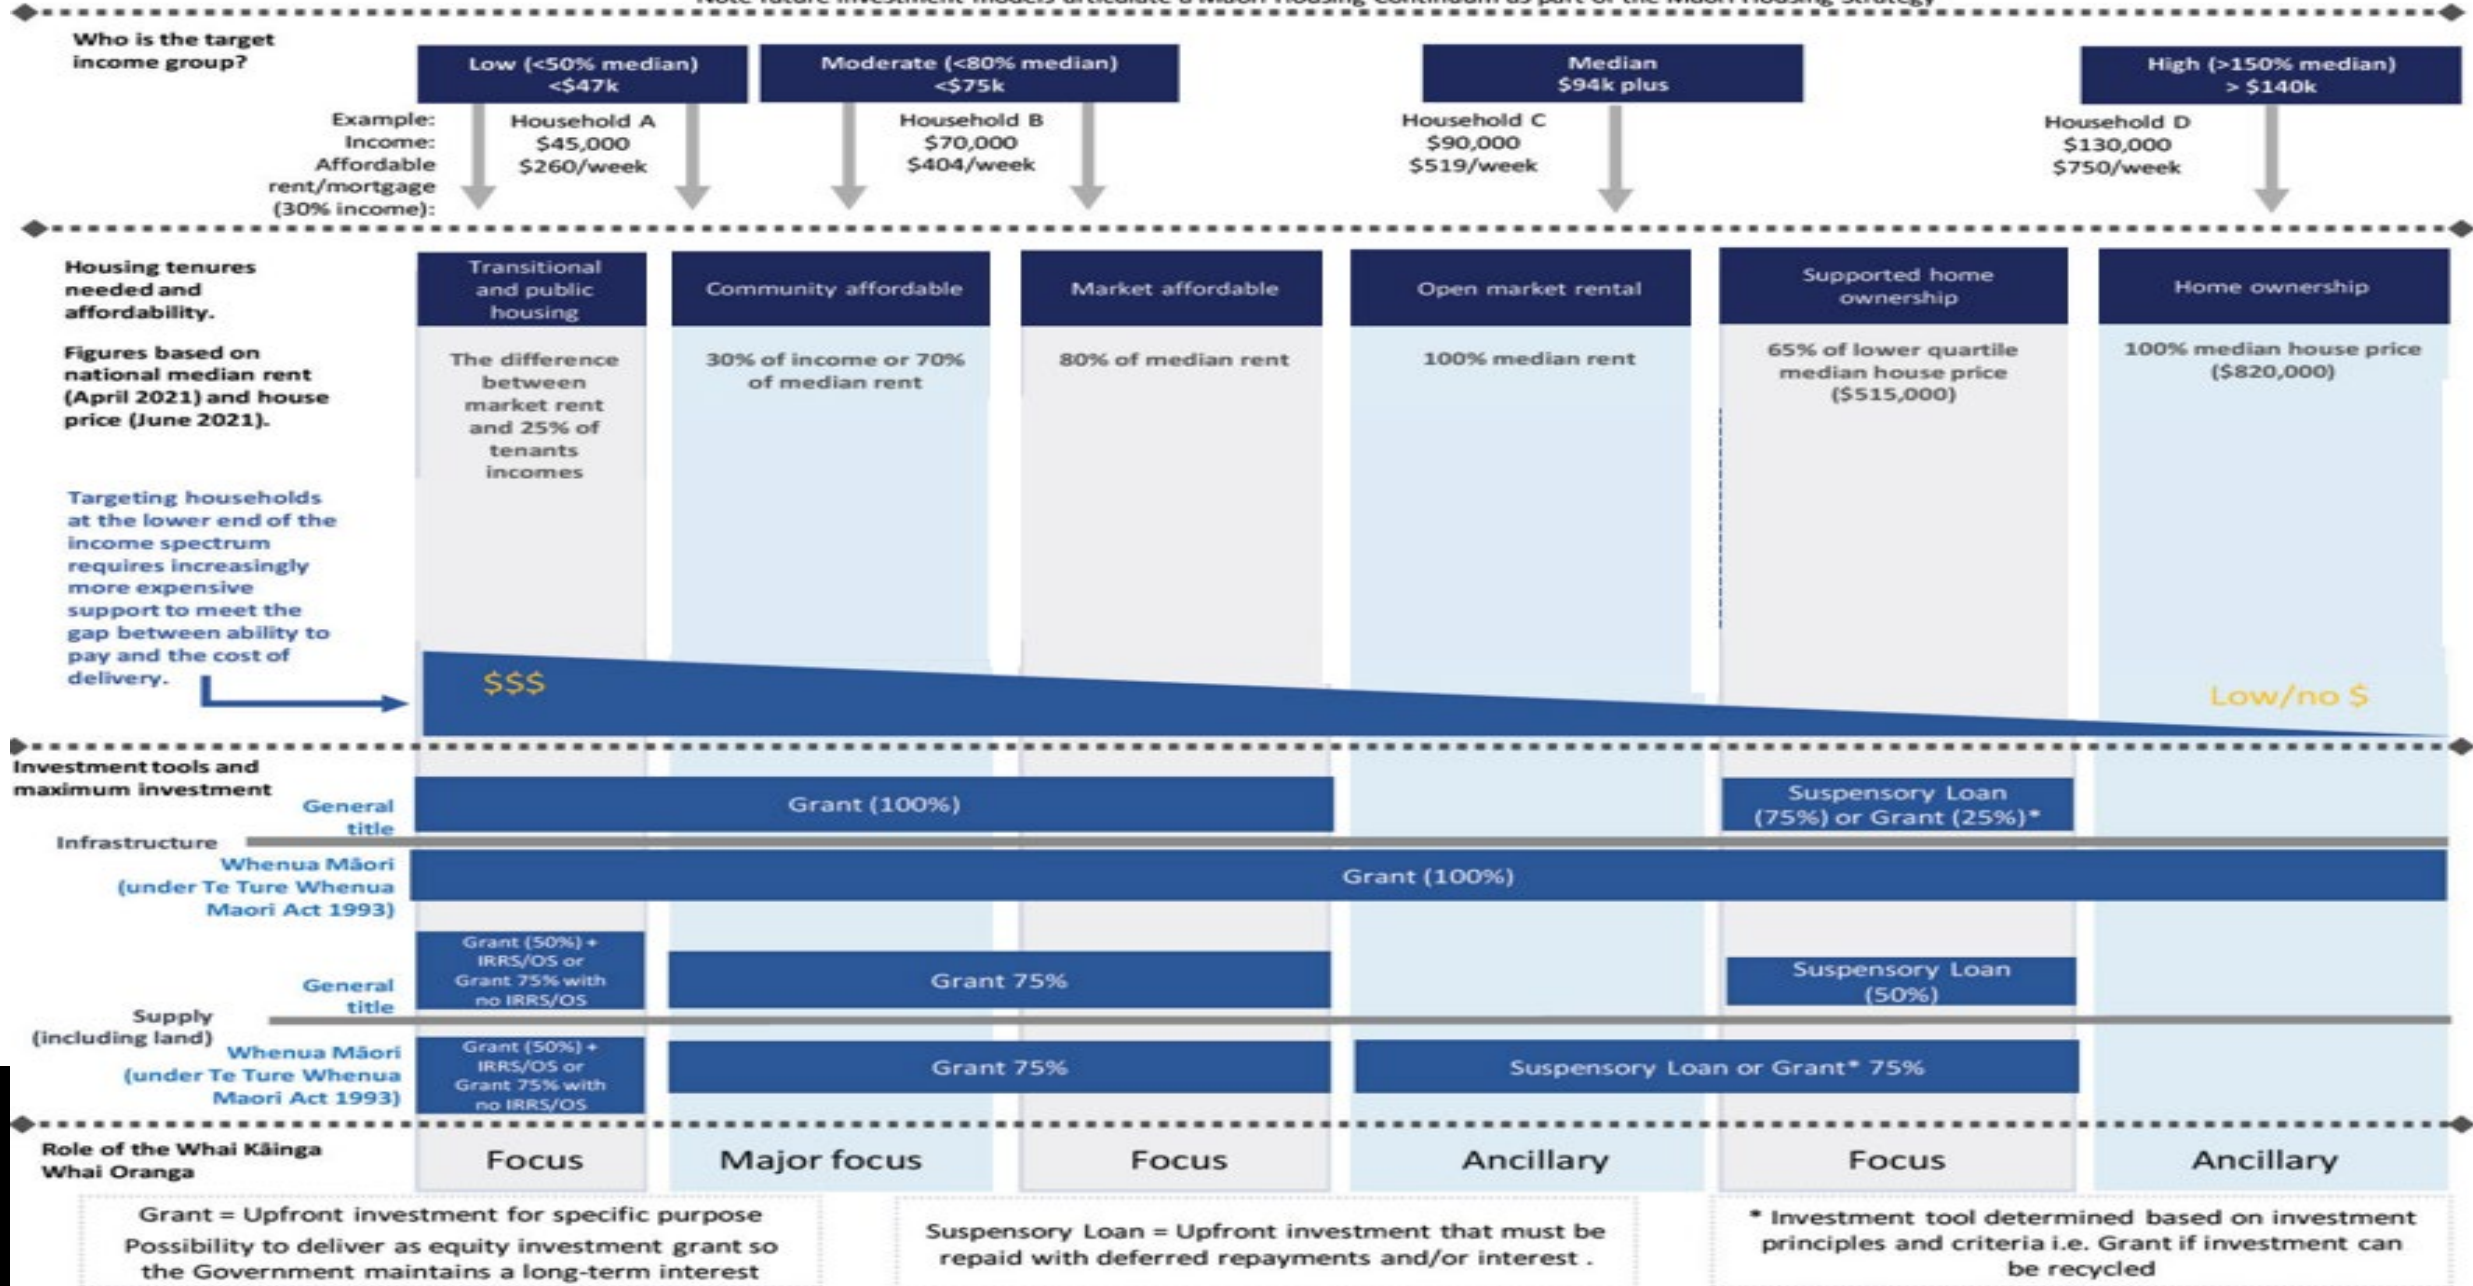 Note future investment models articulate a Māori Housing Continuum as part of the Māori Housing Strategy
Who is the target
income group?
Low (<50% median)
<$47k
Moderate (<80% median)
<$75k
Median
$94k plus
High (>150% median)
> $140k
Example:
Income:
Affordable
rent/mortgage
(30% income):
Household A
$45,000
$260/week
Household B
$70,000
$404/week
Household C
$90,000
$519/week
Household D
$130,000
$750/week
Housing tenures
needed and
affordability.
Figures based on
national median rent
(April 2021) and house
price (June 2021).
Transitional
and public
housing
Community affordable
Market affordable
Open market rental
Supported home
ownership
Home ownership
The difference
between
market rent
and 25% of
tenants
incomes
30% of income or 70%
of median rent
80% of median rent
100% median rent
65% of lower quartile
median house price
($515,000)
100% median house price
($820,000)
Targeting households
at the lower end of the
income spectrum
requires increasingly
more expensive
support to meet the
gap between ability to
pay and the cost of
delivery.
$$$
Low/no $
Investment tools and
maximum investment
General
title
Grant (100%)
Suspensory Loan
(75%) or Grant (25%)*
Infrastructure
Whenua Māori
(under Te Ture Whenua
Maori Act 1993)
Grant (100%)
General
title
Grant (50%) +
IRRS/OS or
Grant 75% with
no IRRS/OS
Grant 75%
Suspensory Loan
(50%)
Supply
(including land)
Whenua Māori
(under Te Ture Whenua
Maori Act 1993)
Grant (50%) +
IRRS/OS or
Grant 75% with
no IRRS/OS
Grant 75%
Suspensory Loan or Grant* 75%
Role of the Whai Kāinga
Whai Oranga
Focus
Major focus
Focus
Ancillary
Focus
Ancillary
Grant = Upfront investment for specific purpose
Possibility to deliver as equity investment grant so
the Government maintains a long-term interest
Suspensory Loan = Upfront investment that must be
repaid with deferred repayments and/or interest .
* Investment tool determined based on investment
principles and criteria i.e. Grant if investment can
be recycled